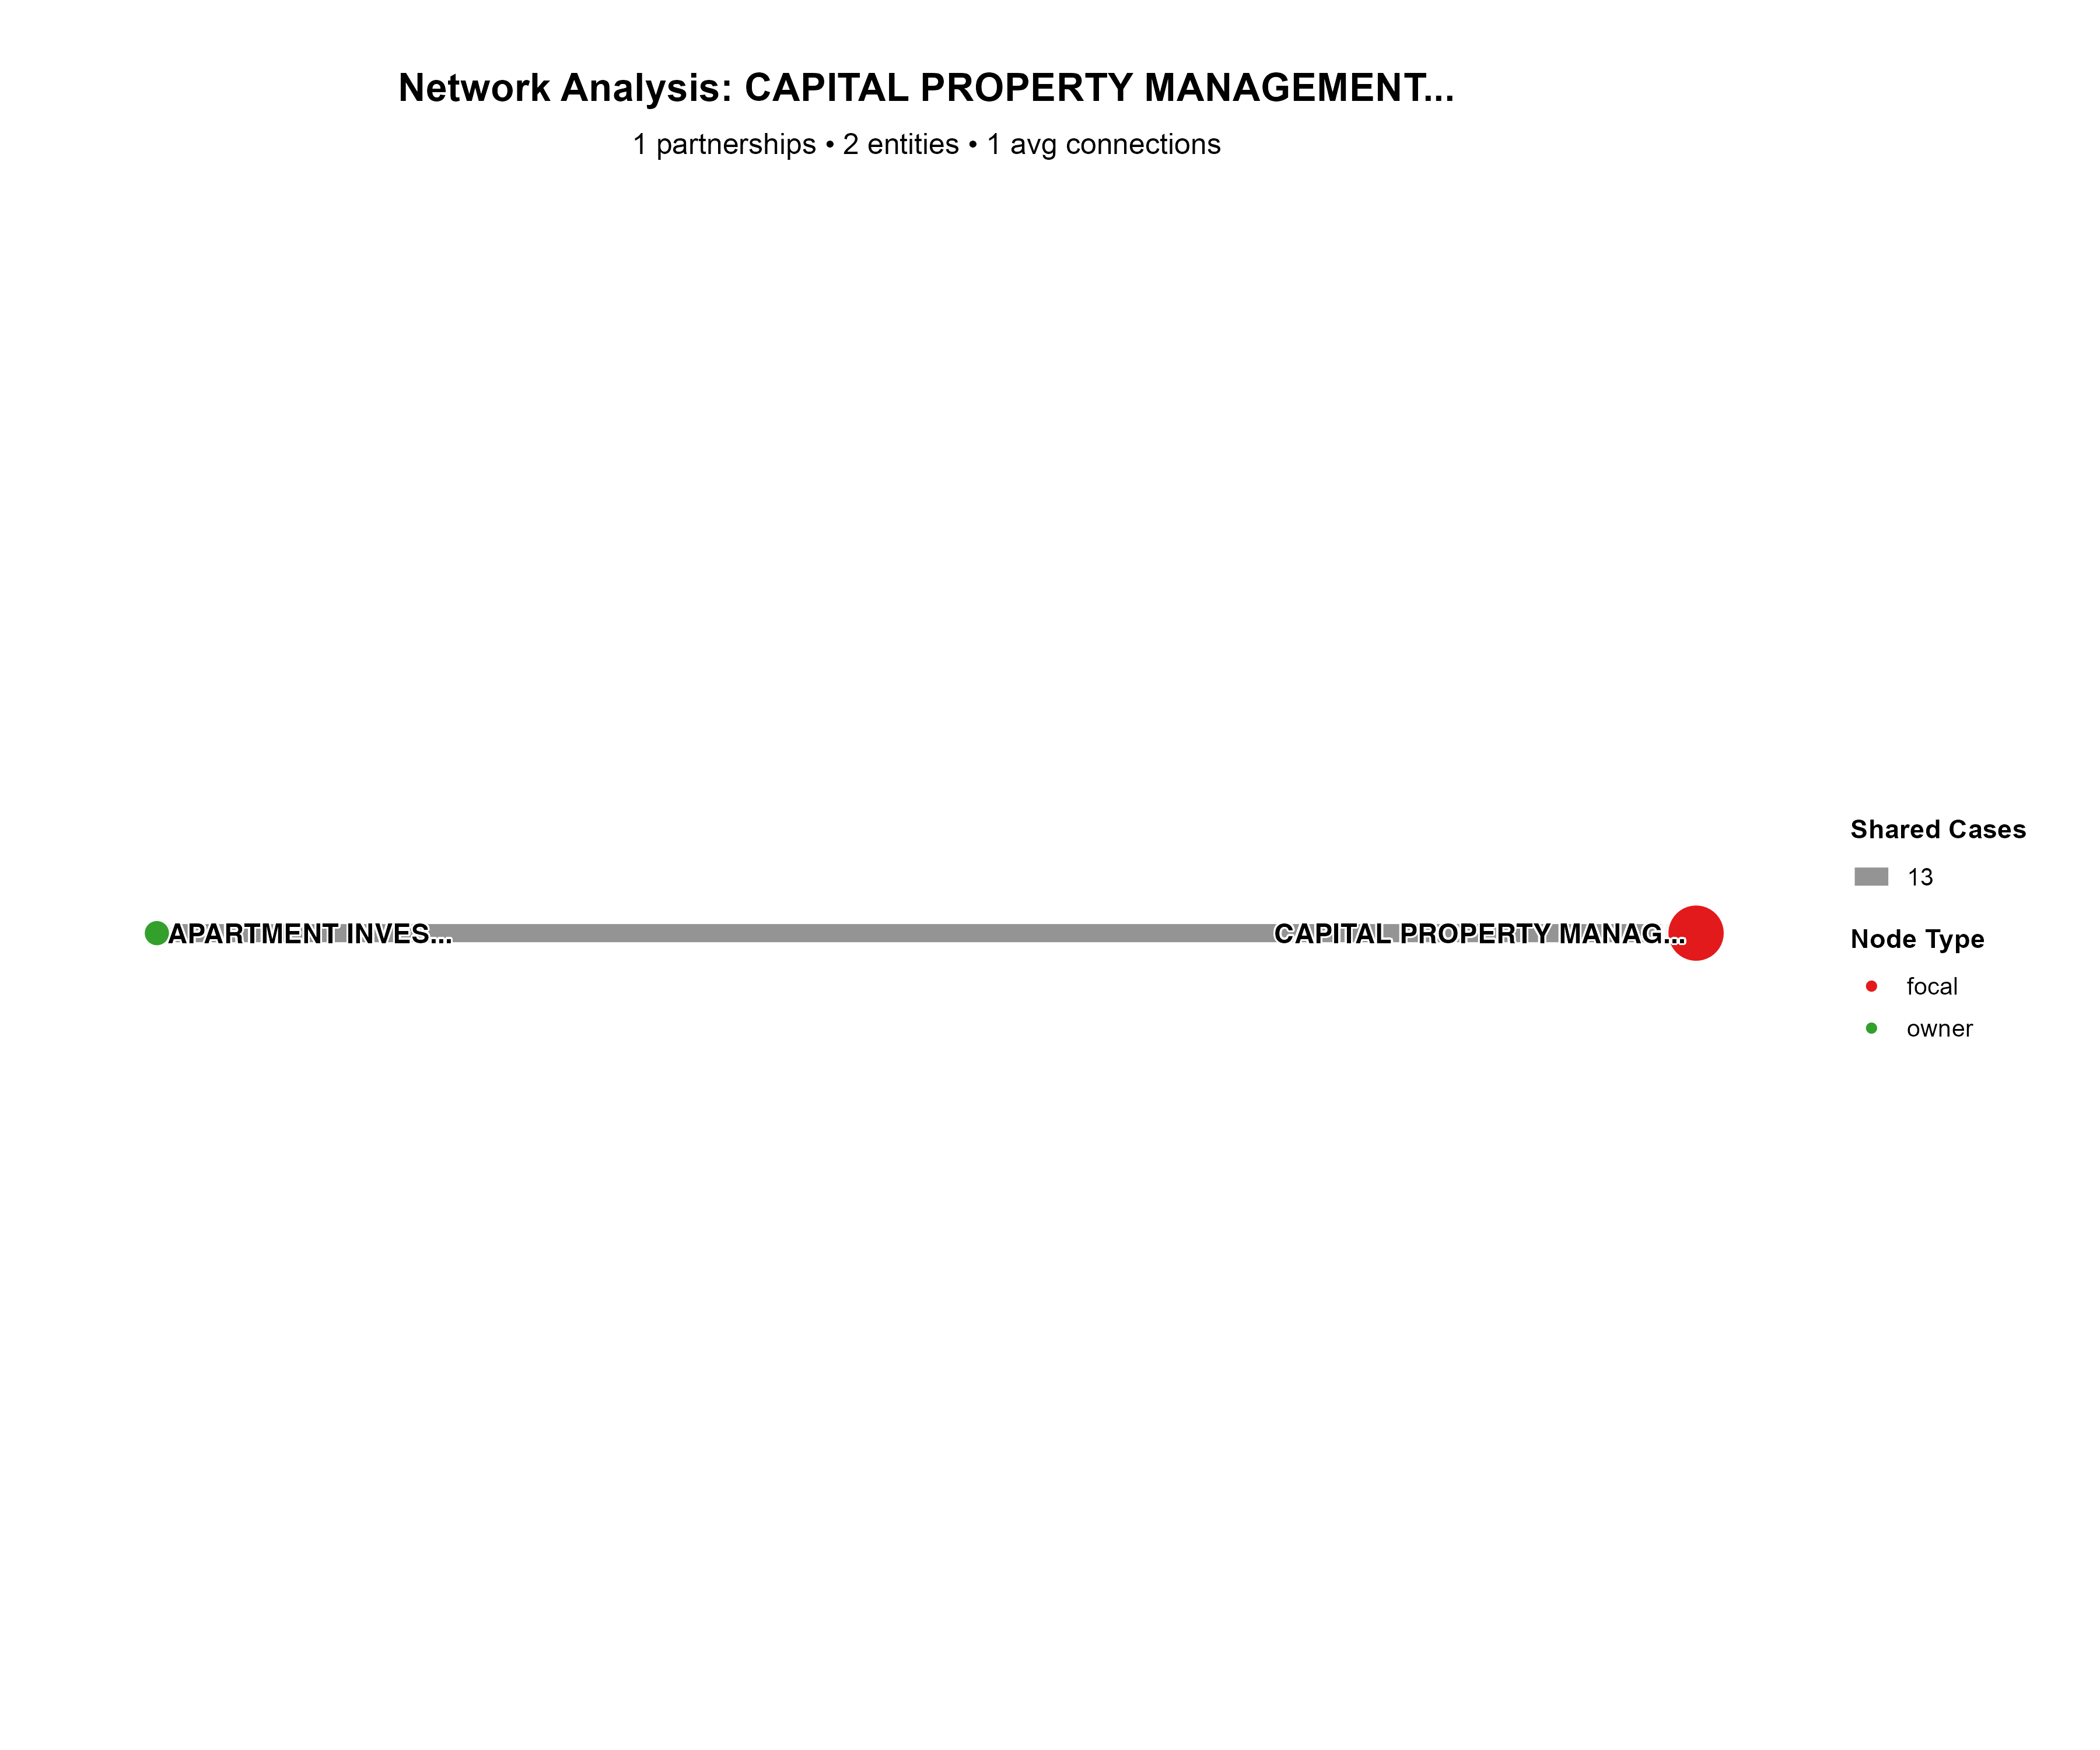 Network Analysis: CAPITAL PROPERTY MANAGEMENT...
1 partnerships • 2 entities • 1 avg connections
APARTMENT INVES...
CAPITAL PROPERTY MANAG...
Shared Cases
13
Node Type
focal
owner